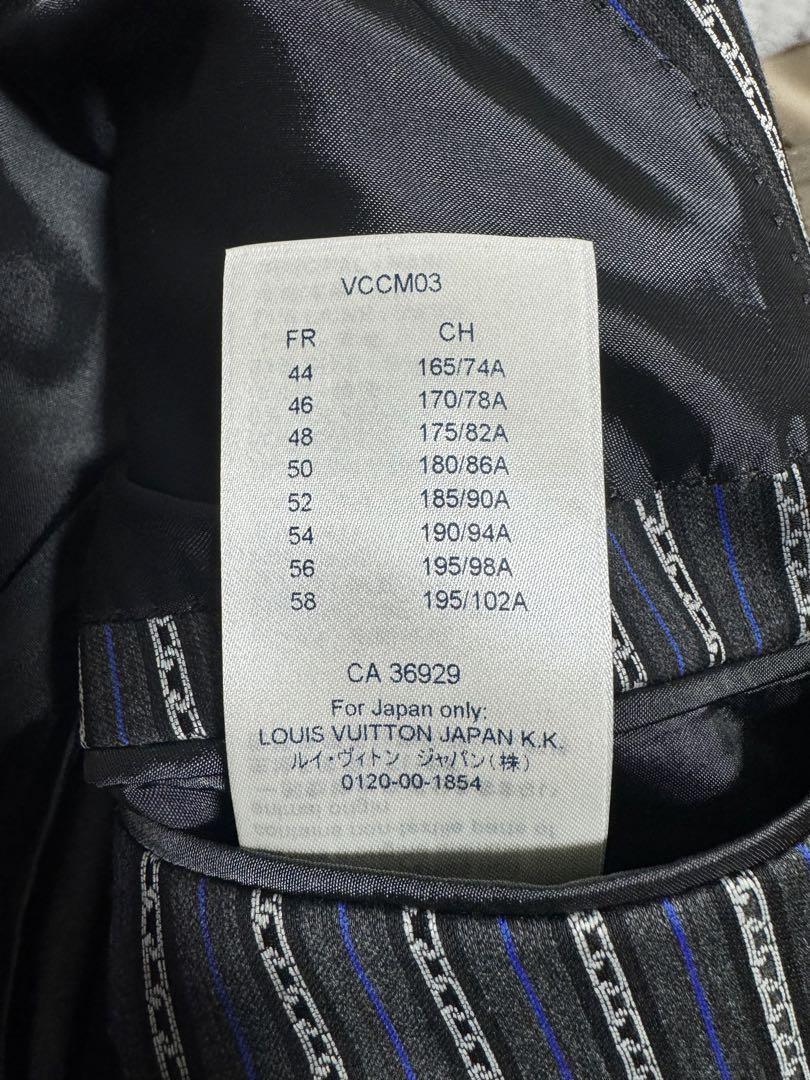 VCCM03
FR CH
44 165/74A
46 170/78A
48 175/82A
50 180/86A
52 185/90A
54 190/94A
56 195/98A
58 195/102A
CA 36929
For Japan only:
LOUIS VUITTON JAPAN K.K.
ルイ・ヴィトン ジャパン(株)
0120-00-1854